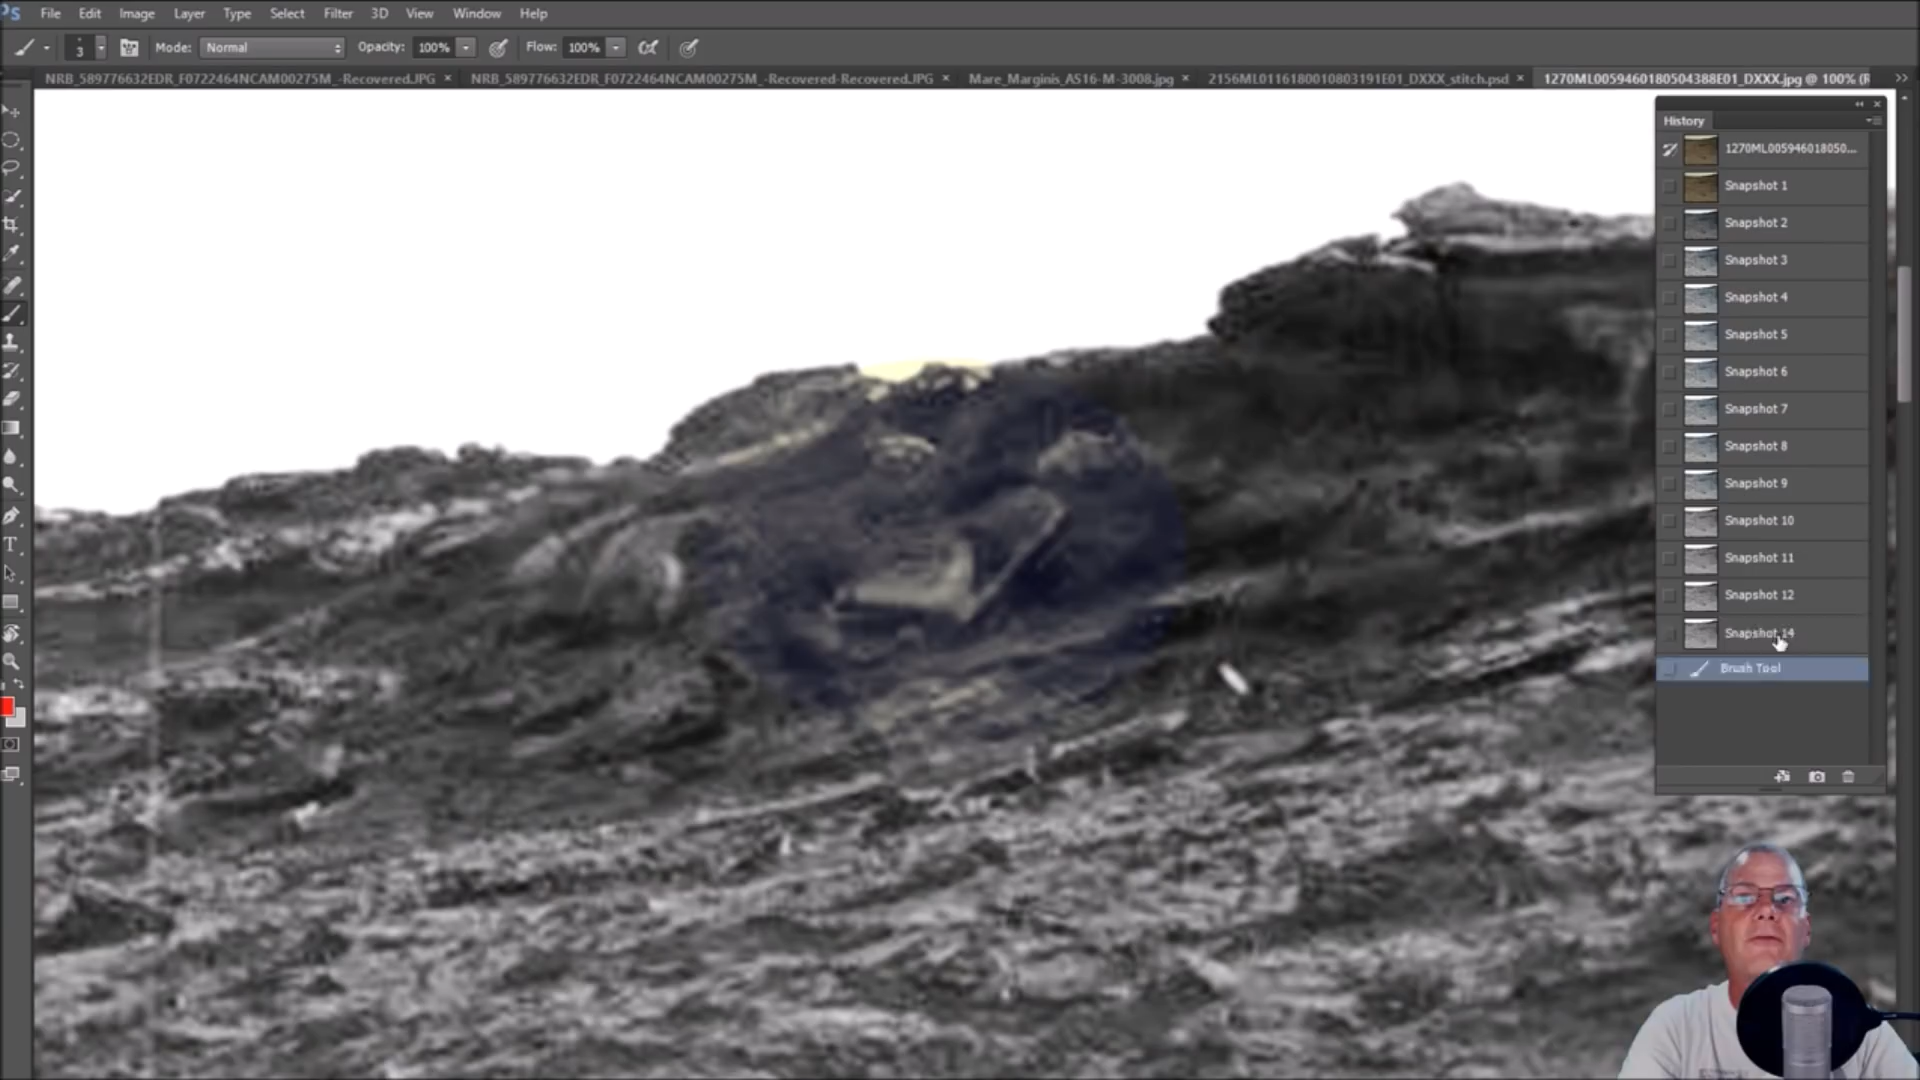 Ps File Edit Image Layer Type Select Filter 3D View Window Help
3 Mode: Normal Opacity: 100% Flow: 100%
NRB_589776632EDR_F0722464NCAM00275M_-Recovered.JPG × NRB_589776632EDR_F0722464NCAM00275M_-Recovered-Recovered.JPG × Mare_Marginis_AS16-M-3008.jpg × 2156ML0116180010803191E01_DXXX_stitch.psd × 1270ML0059460180504388E01_DXXX.jpg @ 100% (R
History
1270ML005946018050...
Snapshot 1
Snapshot 2
Snapshot 3
Snapshot 4
Snapshot 5
Snapshot 6
Snapshot 7
Snapshot 8
Snapshot 9
Snapshot 10
Snapshot 11
Snapshot 12
Snapshot 14
Brush Tool
T